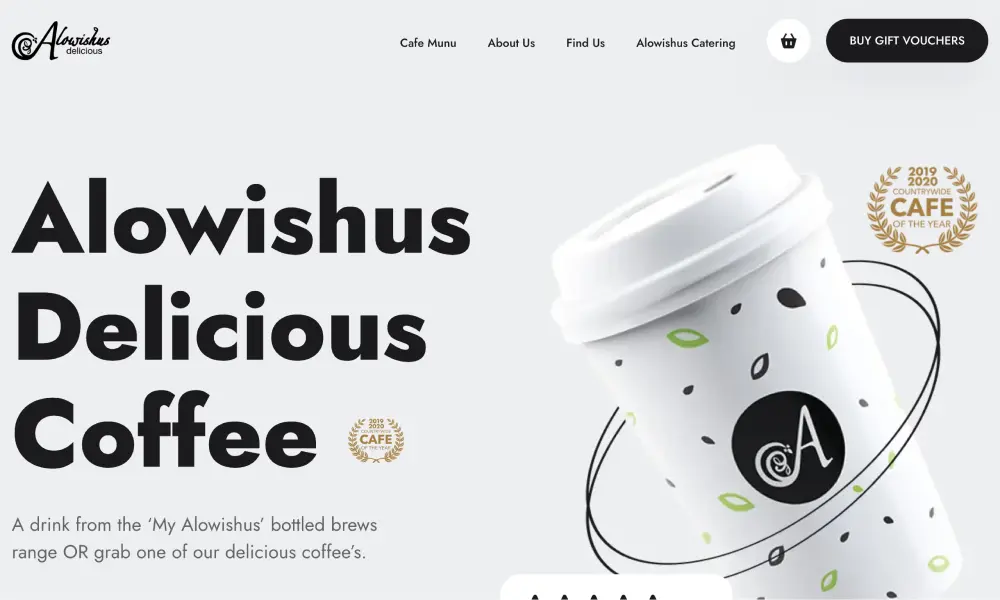 Alowishus
delicious
Cafe Munu
About Us
Find Us
Alowishus Catering
BUY GIFT VOUCHERS
2019
2020
COUNTRYWIDE
CAFE
OF THE YEAR
Alowishus
Delicious
Coffee
2019
2020
COUNTRYWIDE
CAFE
OF THE YEAR
A
A drink from the ‘My Alowishus’ bottled brews
range OR grab one of our delicious coffee’s.